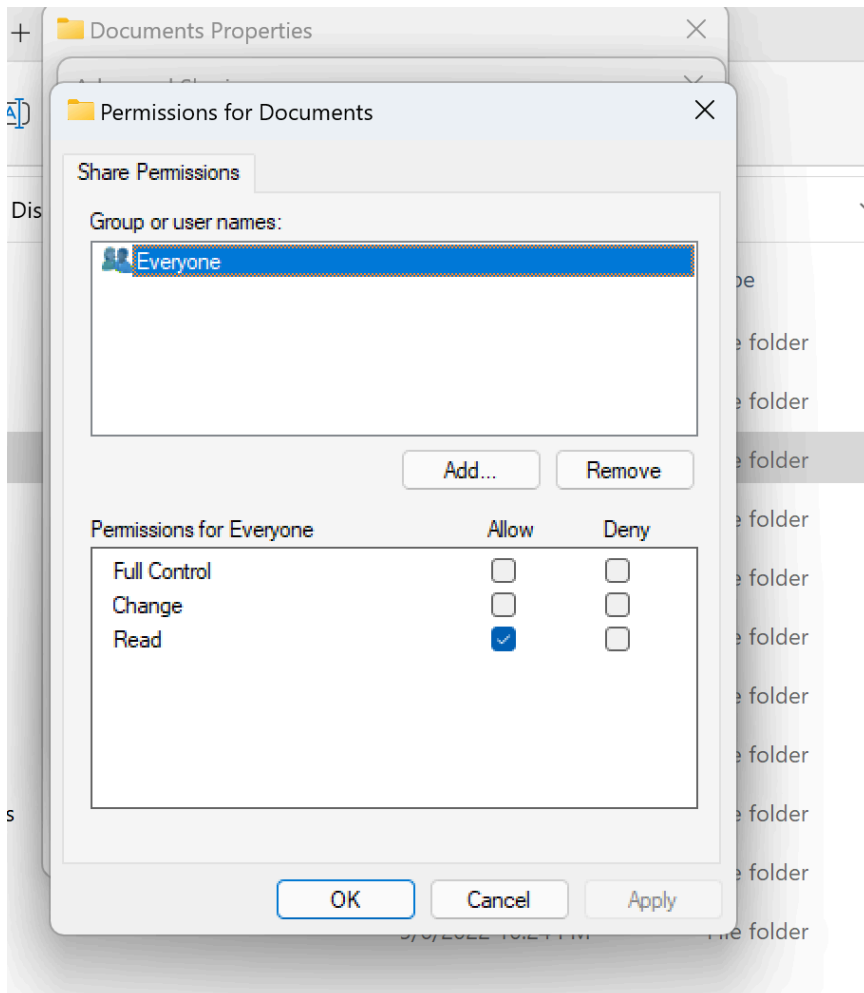 Documents Properties
Permissions for Documents
Share Permissions
Dis
Group or user names:
Everyone
Add...
Remove
Permissions for Everyone
Allow
Deny
Full Control
Change
Read
OK
Cancel
Apply
folder
folder
folder
folder
folder
folder
folder
folder
folder
folder
folder